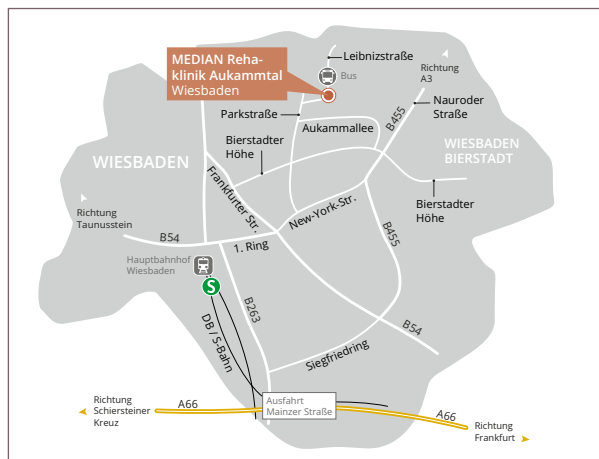 MEDIAN Reha-
klinik Aukammtal
Wiesbaden
Leibnizstraße
Bus
Richtung
A3
Parkstraße
Aukammallee
B455
Nauroder
Straße
Bierstadter
Höhe
WIESBADEN
WIESBADEN
BIERSTADT
Frankfurter Str.
New-York-Str.
Bierstadter
Höhe
Richtung
Taunusstein
B54
1. Ring
B455
Hauptbahnhof
Wiesbaden
S
B263
DB / S-Bahn
B54
Siegfriedring
Richtung
Schiersteiner
Kreuz
A66
Ausfahrt
Mainzer Straße
A66
Richtung
Frankfurt